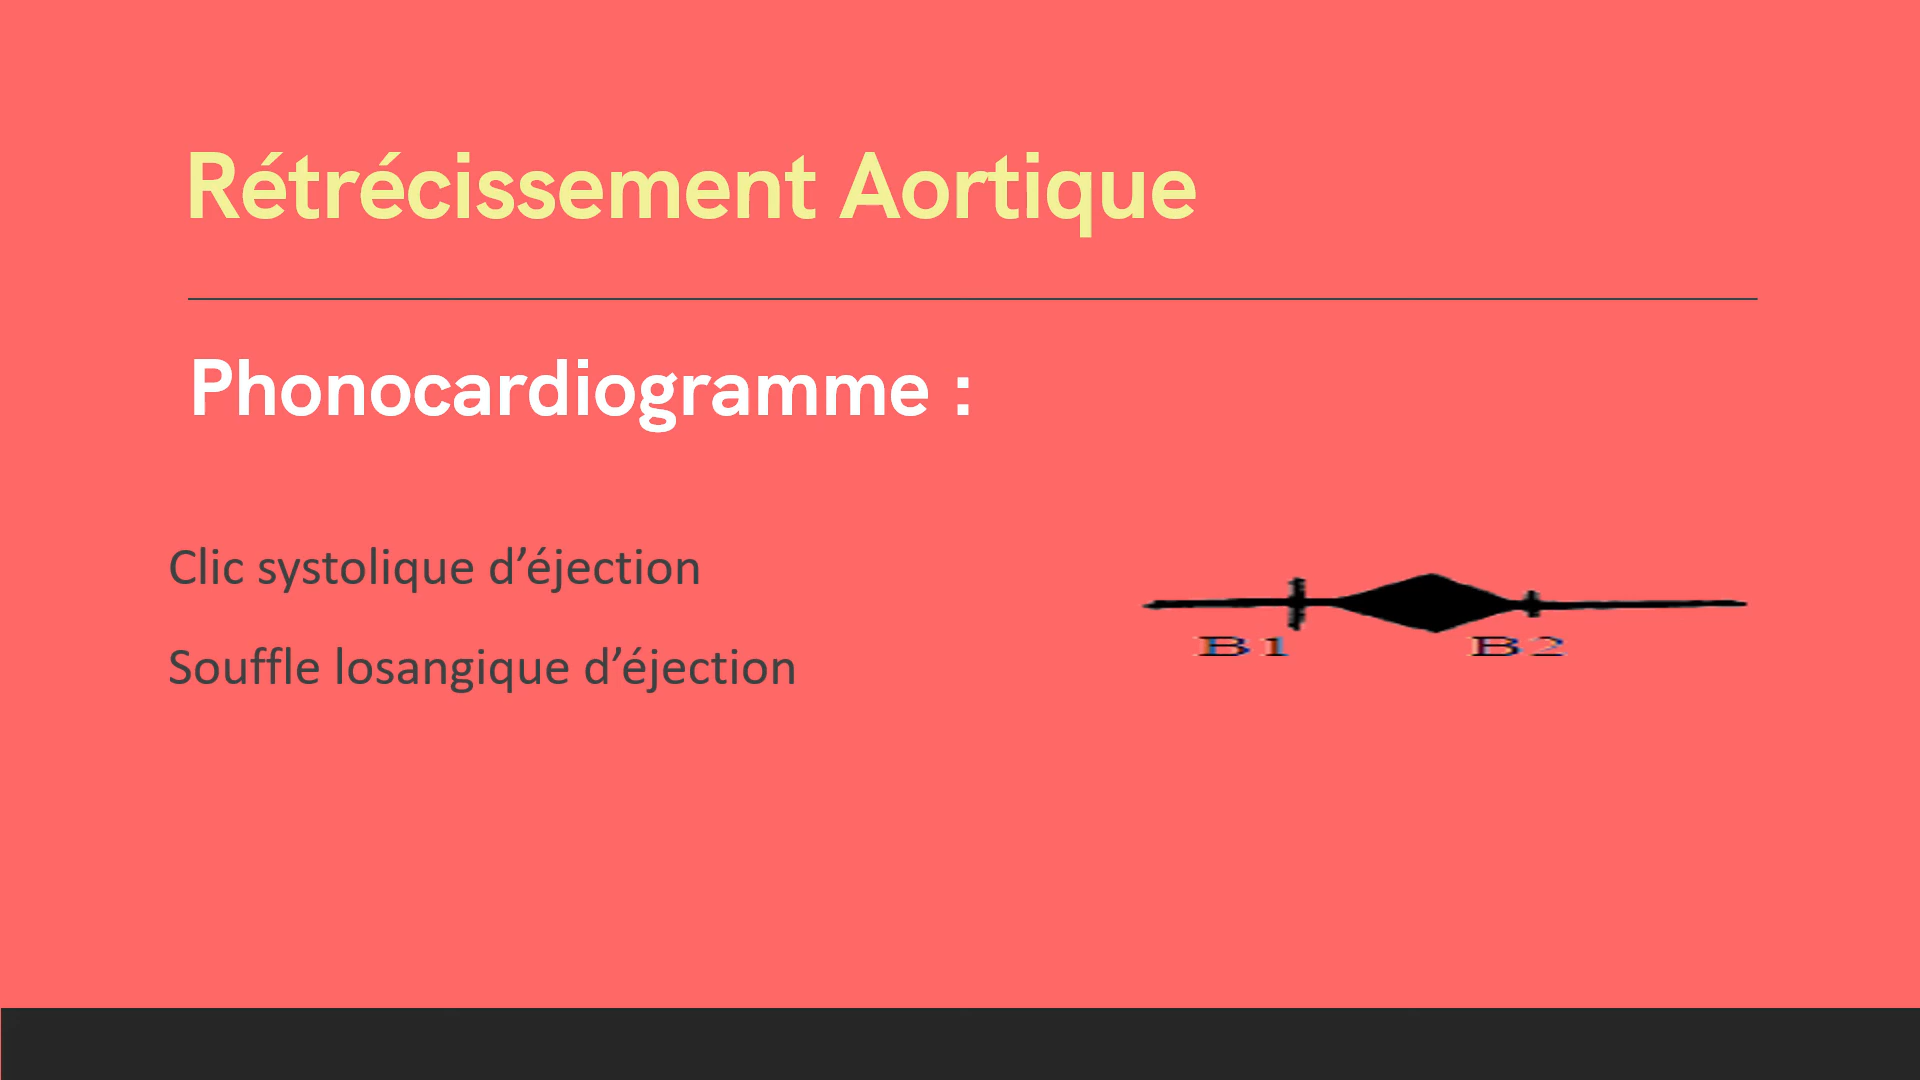 Rétrécissement Aortique
Phonocardiogramme :
Clic systolique d’éjection
Souffle losangique d’éjection
B1 B2